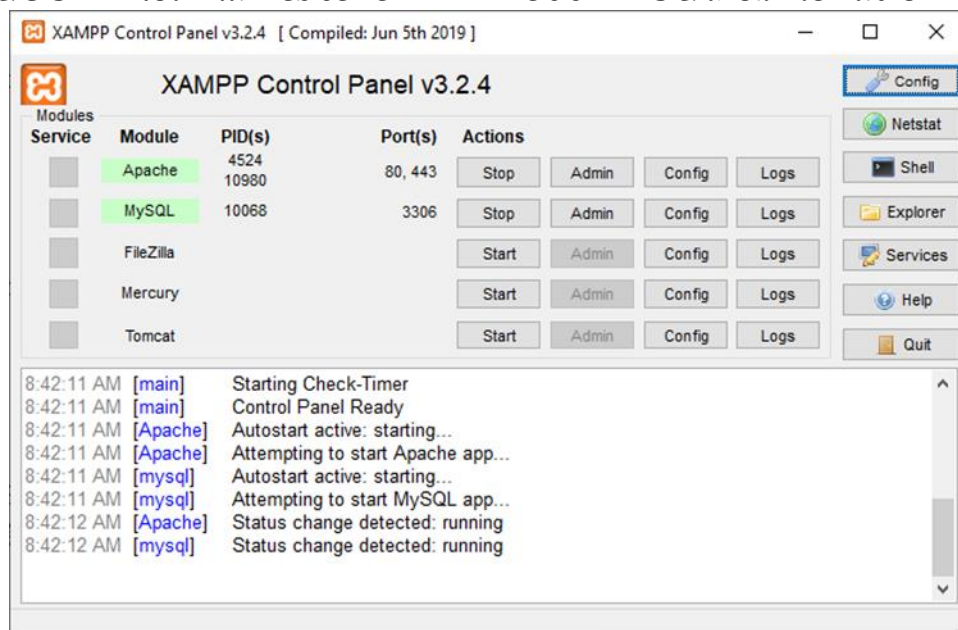 XAMPP Control Panel v3.2.4 [ Compiled: Jun 5th 2019 ]
XAMPP Control Panel v3.2.4
Config
Modules
Netstat
Service Module PID(s) Port(s) Actions
Apache 4524 10980 80, 443 Stop Admin Config Logs
Shell
MySQL 10068 3306 Stop Admin Config Logs
Explorer
FileZilla Start Admin Config Logs
Services
Mercury Start Admin Config Logs
Help
Tomcat Start Admin Config Logs
Quit
8:42:11 AM [main] Starting Check-Timer
8:42:11 AM [main] Control Panel Ready
8:42:11 AM [Apache] Autostart active: starting...
8:42:11 AM [Apache] Attempting to start Apache app...
8:42:11 AM [mysql] Autostart active: starting...
8:42:11 AM [mysql] Attempting to start MySQL app...
8:42:12 AM [Apache] Status change detected: running
8:42:12 AM [mysql] Status change detected: running